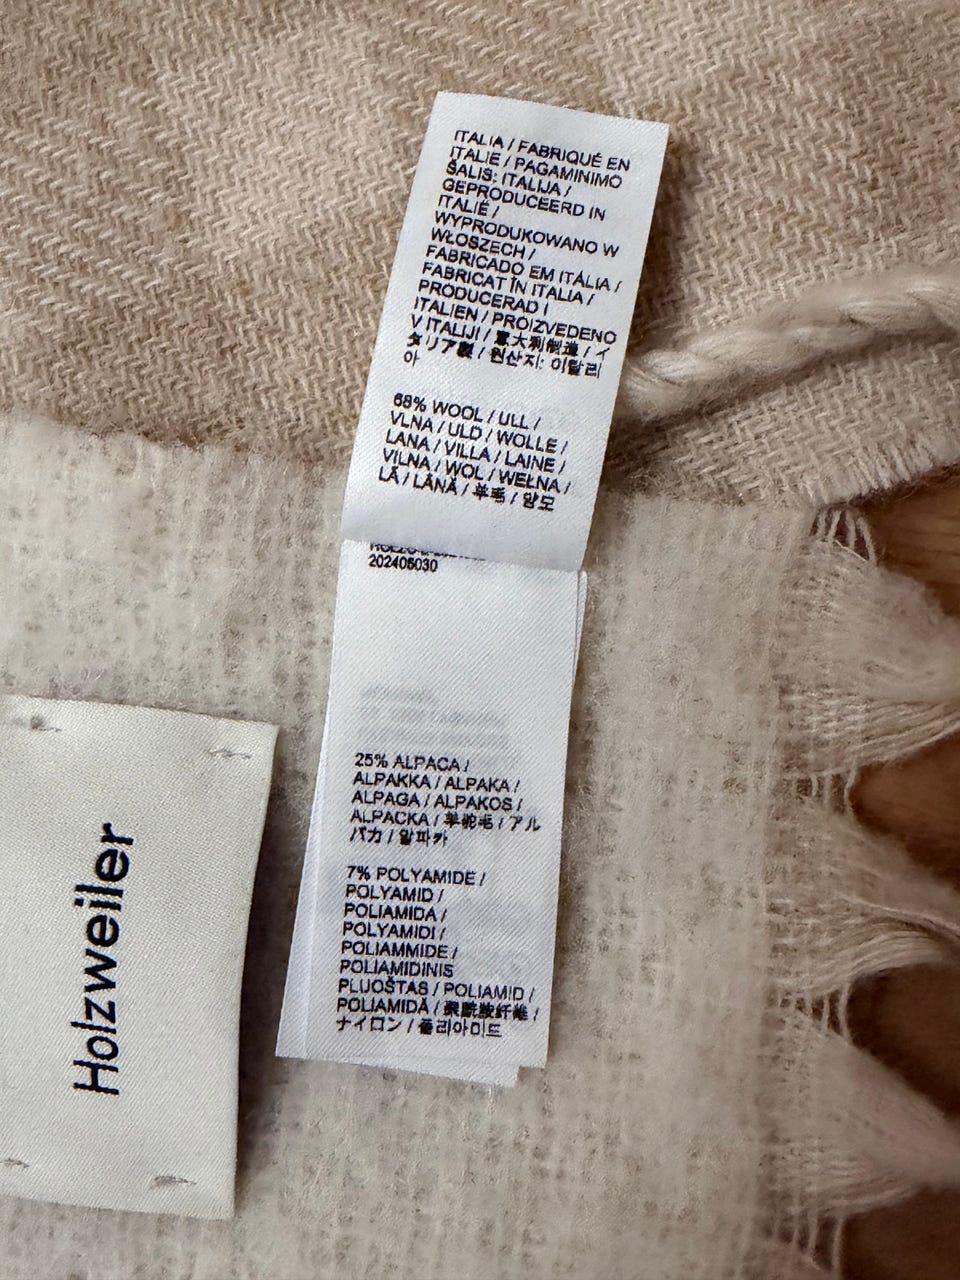 ITALIA / FABRIQUÉ EN
ITALIE / PAGAMINIMO
ŠALIS: ITALIJA /
GEPRODUCEERD IN
ITALIË /
WYPRODUKOWANO W
WŁOSZECH /
FABRICADO EM ITÁLIA /
FABRICAT ÎN ITALIA /
PRODUCERAD I
ITALIEN / PROIZVEDENO
V ITALIJI / 意大利制造 / イ
タリア製 / 원산지: 이탈리
아
68% WOOL / ULL /
VLNA / ULD / WOLLE /
LANA / VILLA / LAINE /
VILNA / WOL / WEŁNA /
LÃ / LÂNĂ / 羊毛 / 양모
202405030
25% ALPACA /
ALPAKKA / ALPAKA /
ALPAGA / ALPAKOS /
ALPACKA / 羊驼毛 / アル
パカ / 알파카
7% POLYAMIDE /
POLYAMID /
POLIAMIDA /
POLYAMIDI /
POLIAMMIDE /
POLIAMIDINIS
PLUOŠTAS / POLIAMID /
POLIAMIDĂ / 聚酰胺纤维 /
ナイロン / 폴리아미드
Holzweiler